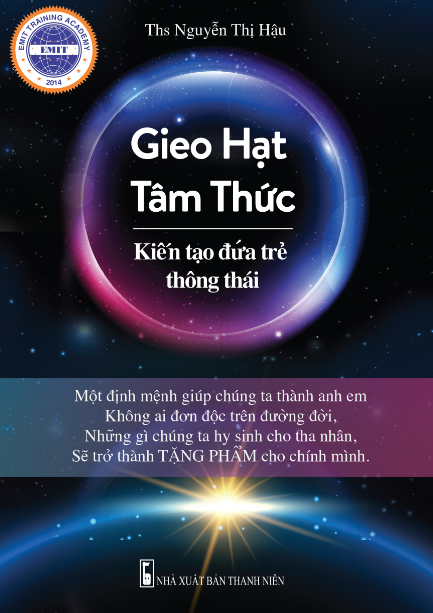 EMIT TRAINING ACADEMY
EMIT
2014
Ths Nguyễn Thị Hậu
Gieo Hạt
Tâm Thức
Kiến tạo đứa trẻ
thông thái
Một định mệnh giúp chúng ta thành anh em
Không ai đơn độc trên đường đời,
Những gì chúng ta hy sinh cho tha nhân,
Sẽ trở thành TẶNG PHẨM cho chính mình.
NHÀ XUẤT BẢN THANH NIÊN